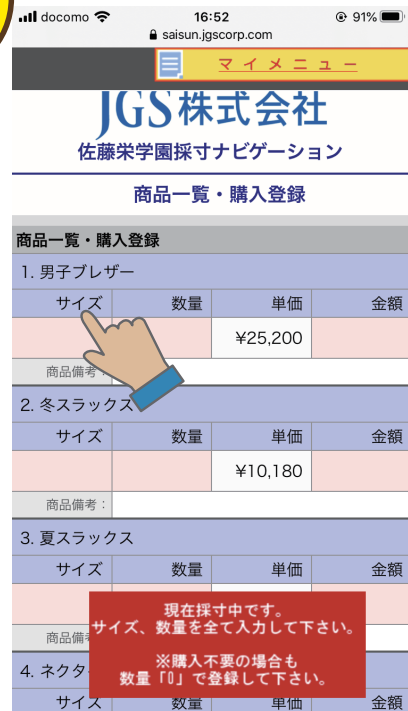 docomo 16:52 91%
saisun.jgscorp.com
マイメニュー
JGS株式会社
佐藤栄学園採寸ナビゲーション
商品一覧・購入登録
商品一覧・購入登録
1. 男子ブレザー
サイズ 数量 単価 金額
¥25,200
商品備考：
2. 冬スラックス
サイズ 数量 単価 金額
¥10,180
商品備考：
3. 夏スラックス
サイズ 数量 単価 金額
現在採寸中です。
サイズ、数量を全て入力して下さい。
商品備
※購入不要の場合も
数量「0」で登録して下さい。
4. ネクタ
サイズ 数量 単価 金額